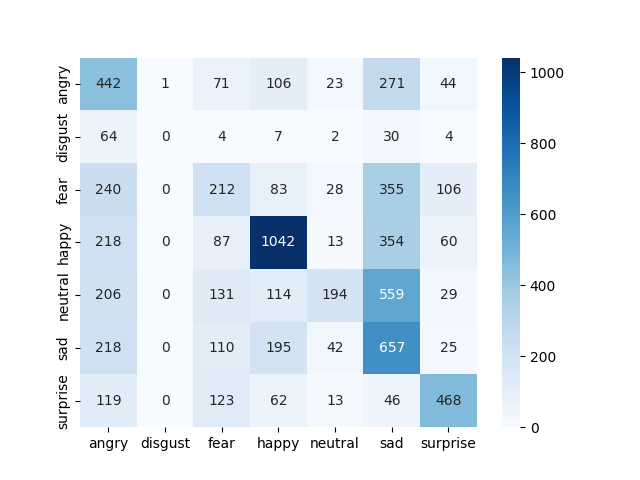 angry 442 1 71 106 23 271 44
disgust 64 0 4 7 2 30 4
fear 240 0 212 83 28 355 106
happy 218 0 87 1042 13 354 60
neutral 206 0 131 114 194 559 29
sad 218 0 110 195 42 657 25
surprise 119 0 123 62 13 46 468
angry disgust fear happy neutral sad surprise
1000
800
600
400
200
0